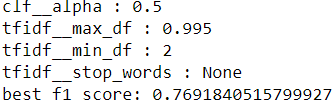 clf__alpha : 0.5
tfidf__max_df : 0.995
tfidf__min_df : 2
tfidf__stop_words : None
best f1 score: 0.7691840515799927